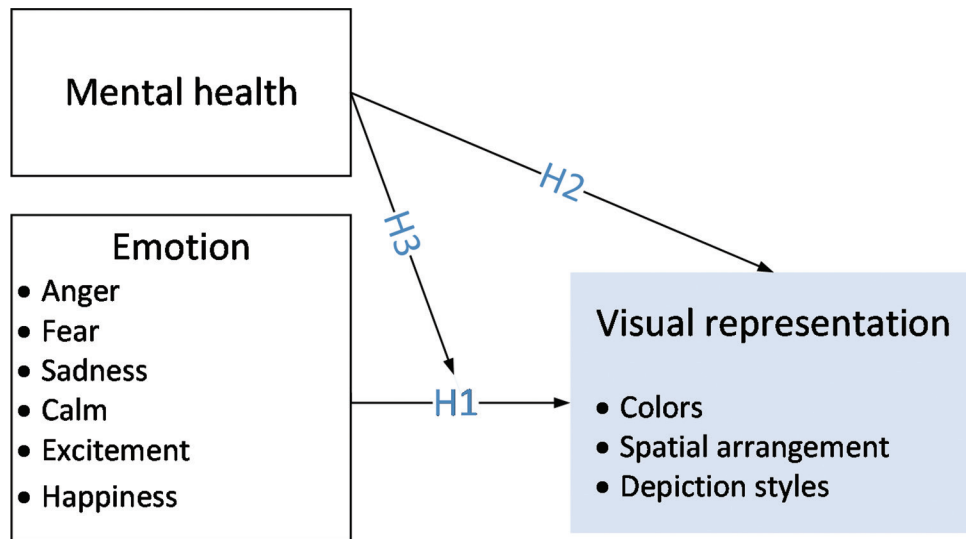 Mental health
H2
H3
Emotion
• Anger
• Fear
• Sadness
• Calm
• Excitement
• Happiness
H1
Visual representation
• Colors
• Spatial arrangement
• Depiction styles